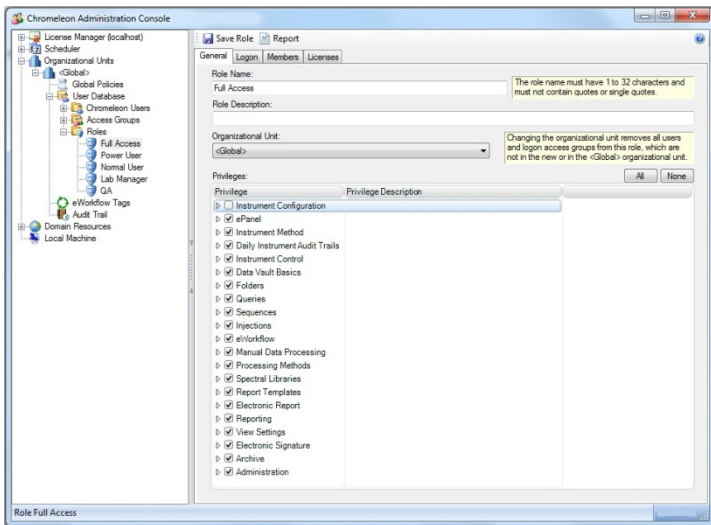 Chromeleon Administration Console
License Manager (localhost)
Scheduler
Organizational Units
<Global>
Global Policies
User Database
Chromeleon Users
Access Groups
Roles
Full Access
Power User
Normal User
Lab Manager
QA
eWorkflow Tags
Audit Trail
Domain Resources
Local Machine
Save Role Report
General Logon Members Licenses
Role Name:
Full Access
The role name must have 1 to 32 characters and
must not contain quotes or single quotes.
Role Description:
Organizational Unit:
<Global>
Changing the organizational unit removes all users
and logon access groups from this role, which are
not in the new or in the <Global> organizational unit.
Privileges:
All None
Privilege Privilege Description
Instrument Configuration
ePanel
Instrument Method
Daily Instrument Audit Trails
Instrument Control
Data Vault Basics
Folders
Queries
Sequences
Injections
eWorkflow
Manual Data Processing
Processing Methods
Spectral Libraries
Report Templates
Electronic Report
Reporting
View Settings
Electronic Signature
Archive
Administration
Role Full Access